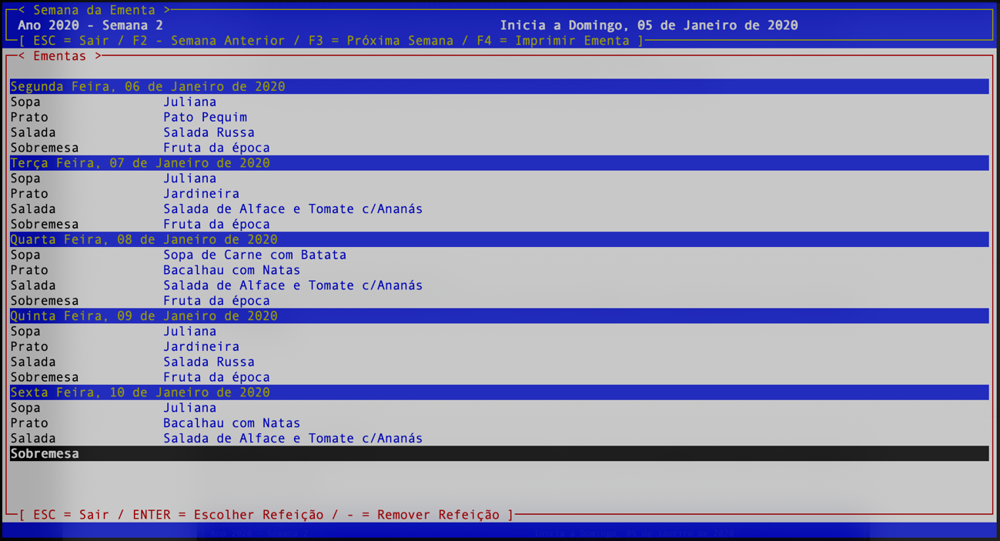 < Semana da Ementa >
Ano 2020 - Semana 2 Inicia a Domingo, 05 de Janeiro de 2020
[ ESC = Sair / F2 - Semana Anterior / F3 = Próxima Semana / F4 = Imprimir Ementa ]
< Ementas >
Segunda Feira, 06 de Janeiro de 2020
Sopa Juliana
Prato Pato Pequim
Salada Salada Russa
Sobremesa Fruta da época
Terça Feira, 07 de Janeiro de 2020
Sopa Juliana
Prato Jardineira
Salada Salada de Alface e Tomate c/Ananás
Sobremesa Fruta da época
Quarta Feira, 08 de Janeiro de 2020
Sopa Sopa de Carne com Batata
Prato Bacalhau com Natas
Salada Salada de Alface e Tomate c/Ananás
Sobremesa Fruta da época
Quinta Feira, 09 de Janeiro de 2020
Sopa Juliana
Prato Jardineira
Salada Salada Russa
Sobremesa Fruta da época
Sexta Feira, 10 de Janeiro de 2020
Sopa Juliana
Prato Bacalhau com Natas
Salada Salada de Alface e Tomate c/Ananás
Sobremesa
[ ESC = Sair / ENTER = Escolher Refeição / - = Remover Refeição ]
Ano 2020 - Semana 2 Inicia a Domingo, 05 de Janeiro de 2020